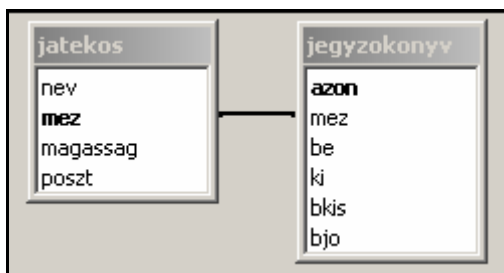 jatekos
nev
mez
magassag
poszt
jegyzokonyv
azon
mez
be
ki
bkis
bjo